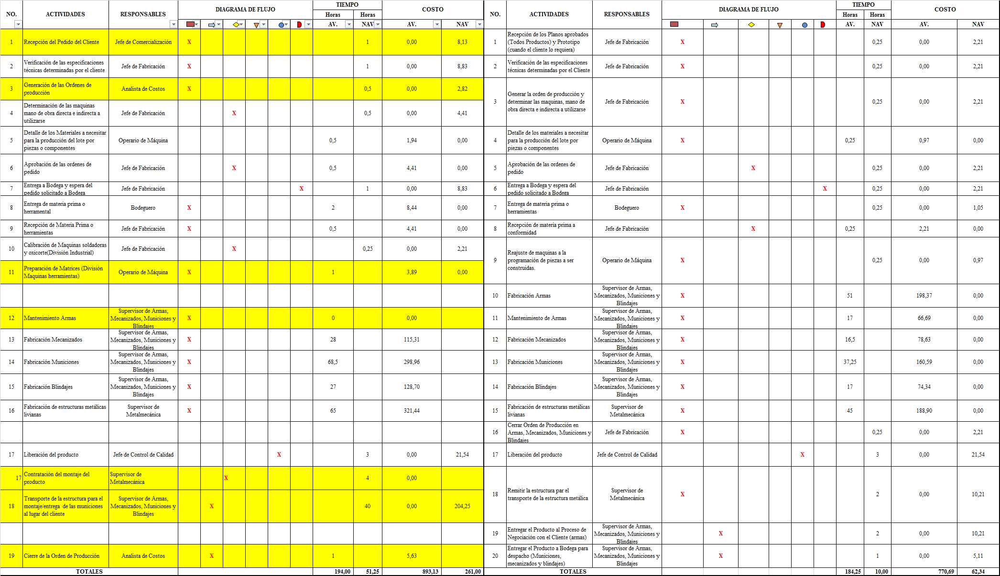 NO. ACTIVIDADES RESPONSABLES DIAGRAMA DE FLUJO TIEMPO COSTO
Horas Horas
AV. NAV AV. NAV
1 Recepción del Pedido del Cliente Jefe de Comercialización X 1 0,00 8,13
2 Verificación de las especificaciones técnicas determinadas por el cliente Jefe de Fabricación X 1 0,00 8,83
3 Generación de las Ordenes de producción Analista de Costos X 0,5 0,00 2,82
4 Determinación de las maquinas mano de obra directa e indirecta a utilizarse Jefe de Fabricación X 0,5 0,00 4,41
5 Detalle de los Materiales a necesitar para la producción del lote por piezas o componentes Operario de Máquina 0,5 1,94 0,00
6 Aprobación de las ordenes de pedido Jefe de Fabricación X 0,5 4,41 0,00
7 Entrega a Bodega y espera del pedido solicitado a Bodega Jefe de Fabricación X 1 0,00 8,83
8 Entrega de materia prima o herramental Bodeguero X 2 8,44 0,00
9 Recepción de Materia Prima o herramientas Jefe de Fabricación X 0,5 4,41 0,00
10 Calibración de Maquinas soldadoras y oxicorte(División Industrial) Jefe de Fabricación X 0,25 0,00 2,21
11 Preparación de Matrices (División Maquinas herramientas) Operario de Máquina X 1 3,89 0,00
12 Mantenimiento Armas Supervisor de Armas, Mecanizados, Municiones y Blindajes X 0 0,00
13 Fabricación Mecanizados Supervisor de Armas, Mecanizados, Municiones y Blindajes X 28 115,31
14 Fabricación Municiones Supervisor de Armas, Mecanizados, Municiones y Blindajes X 68,5 298,96
15 Fabricación Blindajes Supervisor de Armas, Mecanizados, Municiones y Blindajes X 27 128,70
16 Fabricación de estructuras metálicas livianas Supervisor de Metalmecánica X 65 321,44
17 Liberación del producto Jefe de Control de Calidad X 3 0,00 21,54
17 Contratación del montaje del producto Supervisor de Metalmecánica X 4 0,00
18 Transporte de la estructura para el montaje/entrega de las municiones al lugar del cliente Supervisor de Armas, Mecanizados, Municiones y Blindajes X 40 0,00 204,25
19 Cierre de la Orden de Producción Analista de Costos X 1 5,63
TOTALES 194,00 51,25 893,13 261,00
NO. ACTIVIDADES RESPONSABLES DIAGRAMA DE FLUJO TIEMPO COSTO
Horas Horas
AV. NAV AV. NAV
1 Recepción de los Planos aprobados (Todos Productos) y Prototipo (cuando el cliente lo requiera) Jefe de Fabricación X 0,25 0,00 2,21
2 Verificación de las especificaciones técnicas determinadas por el Cliente Jefe de Fabricación X 0,25 0,00 2,21
3 Generar la orden de producción y determinar las maquinas, mano de obra directa e indirecta a utilizarse Jefe de Fabricación X 0,25 0,00 2,21
4 Detalle de los materiales a necesitar para la producción del lote por piezas o componentes Operario de Máquina X 0,25 0,97 0,00
5 Aprobación de las ordenes de pedido Jefe de Fabricación X 0,25 0,00 2,21
6 Entrega a Bodega y espera del pedido solicitado a Bodega Jefe de Fabricación X 0,25 0,00 2,21
7 Entrega de materia prima o herramientas Bodeguero X 0,25 0,00 1,05
8 Recepción de materia prima a conformidad Jefe de Fabricación X 0,25 2,21 0,00
9 Reajuste de maquinas a la programación de piezas a ser construidas. Operario de Máquina X 0,25 0,00 0,97
10 Fabricación Armas Supervisor de Armas, Mecanizados, Municiones y Blindajes X 51 198,37 0,00
11 Mantenimiento de Armas Supervisor de Armas, Mecanizados, Municiones y Blindajes X 17 66,69 0,00
12 Fabricación Mecanizados Supervisor de Armas, Mecanizados, Municiones y Blindajes X 16,5 78,63 0,00
13 Fabricación Municiones Supervisor de Armas, Mecanizados, Municiones y Blindajes X 37,25 160,59 0,00
14 Fabricación Blindajes Supervisor de Armas, Mecanizados, Municiones y Blindajes X 17 74,34 0,00
15 Fabricación de estructuras metálicas livianas Supervisor de Metalmecánica X 45 188,90 0,00
16 Cerrar Orden de Producción en Armas, Mecanizados, Municiones y Blindajes Jefe de Fabricación X 0,25 0,00 2,21
17 Liberación del producto Jefe de Control de Calidad X 3 0,00 21,54
18 Remitir la estructura par el transporte de la estructura metálica Supervisor de Metalmecánica X 2 0,00 10,21
19 Entregar el Producto al Proceso de Negociación con el Cliente (armas) Supervisor de Armas, Mecanizados, Municiones y Blindajes X 2 0,00 10,21
20 Entregar el Producto a Bodega para despacho (Municiones, mecanizados y blindajes) Supervisor de Armas, Mecanizados, Municiones y Blindajes X 1 0,00 5,11
TOTALES 184,25 10,00 770,69 62,34